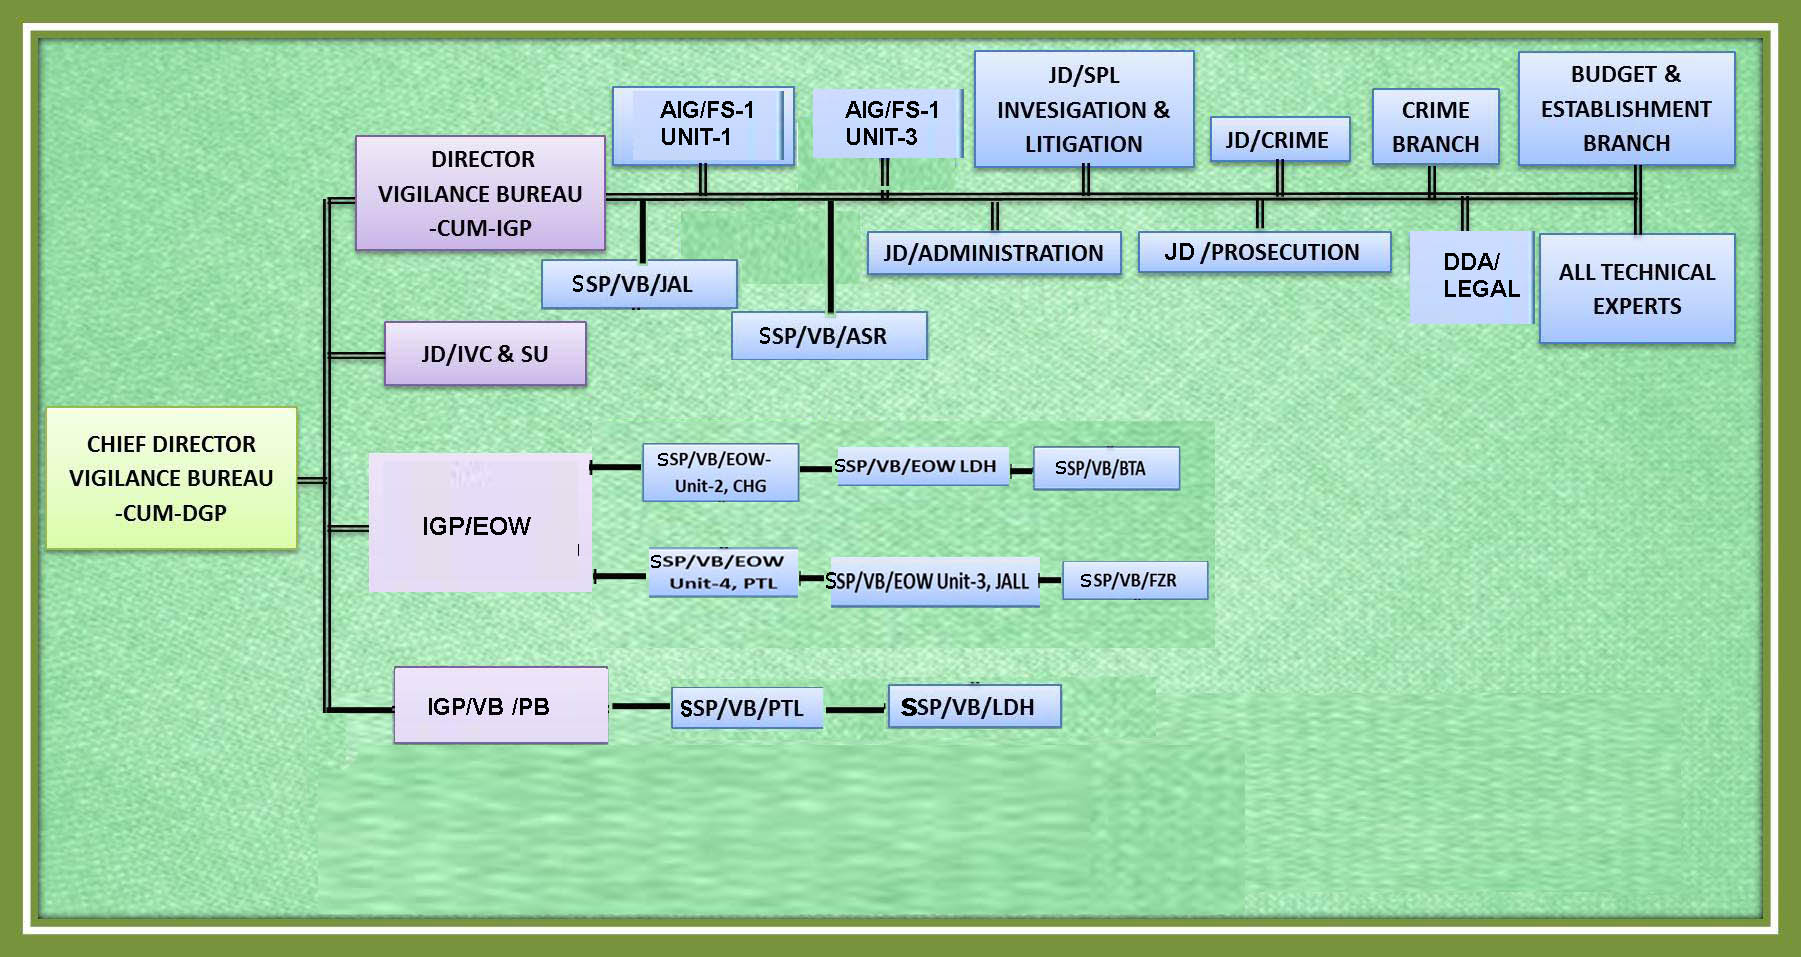 AIG/FS-1
UNIT-1
AIG/FS-1
UNIT-3
JD/SPL
INVESIGATION &
LITIGATION
JD/CRIME
CRIME
BRANCH
BUDGET &
ESTABLISHMENT
BRANCH
DIRECTOR
VIGILANCE BUREAU
-CUM-IGP
SSP/VB/JAL
SSP/VB/ASR
JD/ADMINISTRATION
JD /PROSECUTION
DDA/
LEGAL
ALL TECHNICAL
EXPERTS
JD/IVC & SU
CHIEF DIRECTOR
VIGILANCE BUREAU
-CUM-DGP
IGP/EOW
SSP/VB/EOW-
Unit-2, CHG
SSP/VB/EOW LDH
SSP/VB/BTA
SSP/VB/EOW
Unit-4, PTL
SSP/VB/EOW Unit-3, JALL
SSP/VB/FZR
IGP/VB /PB
SSP/VB/PTL
SSP/VB/LDH